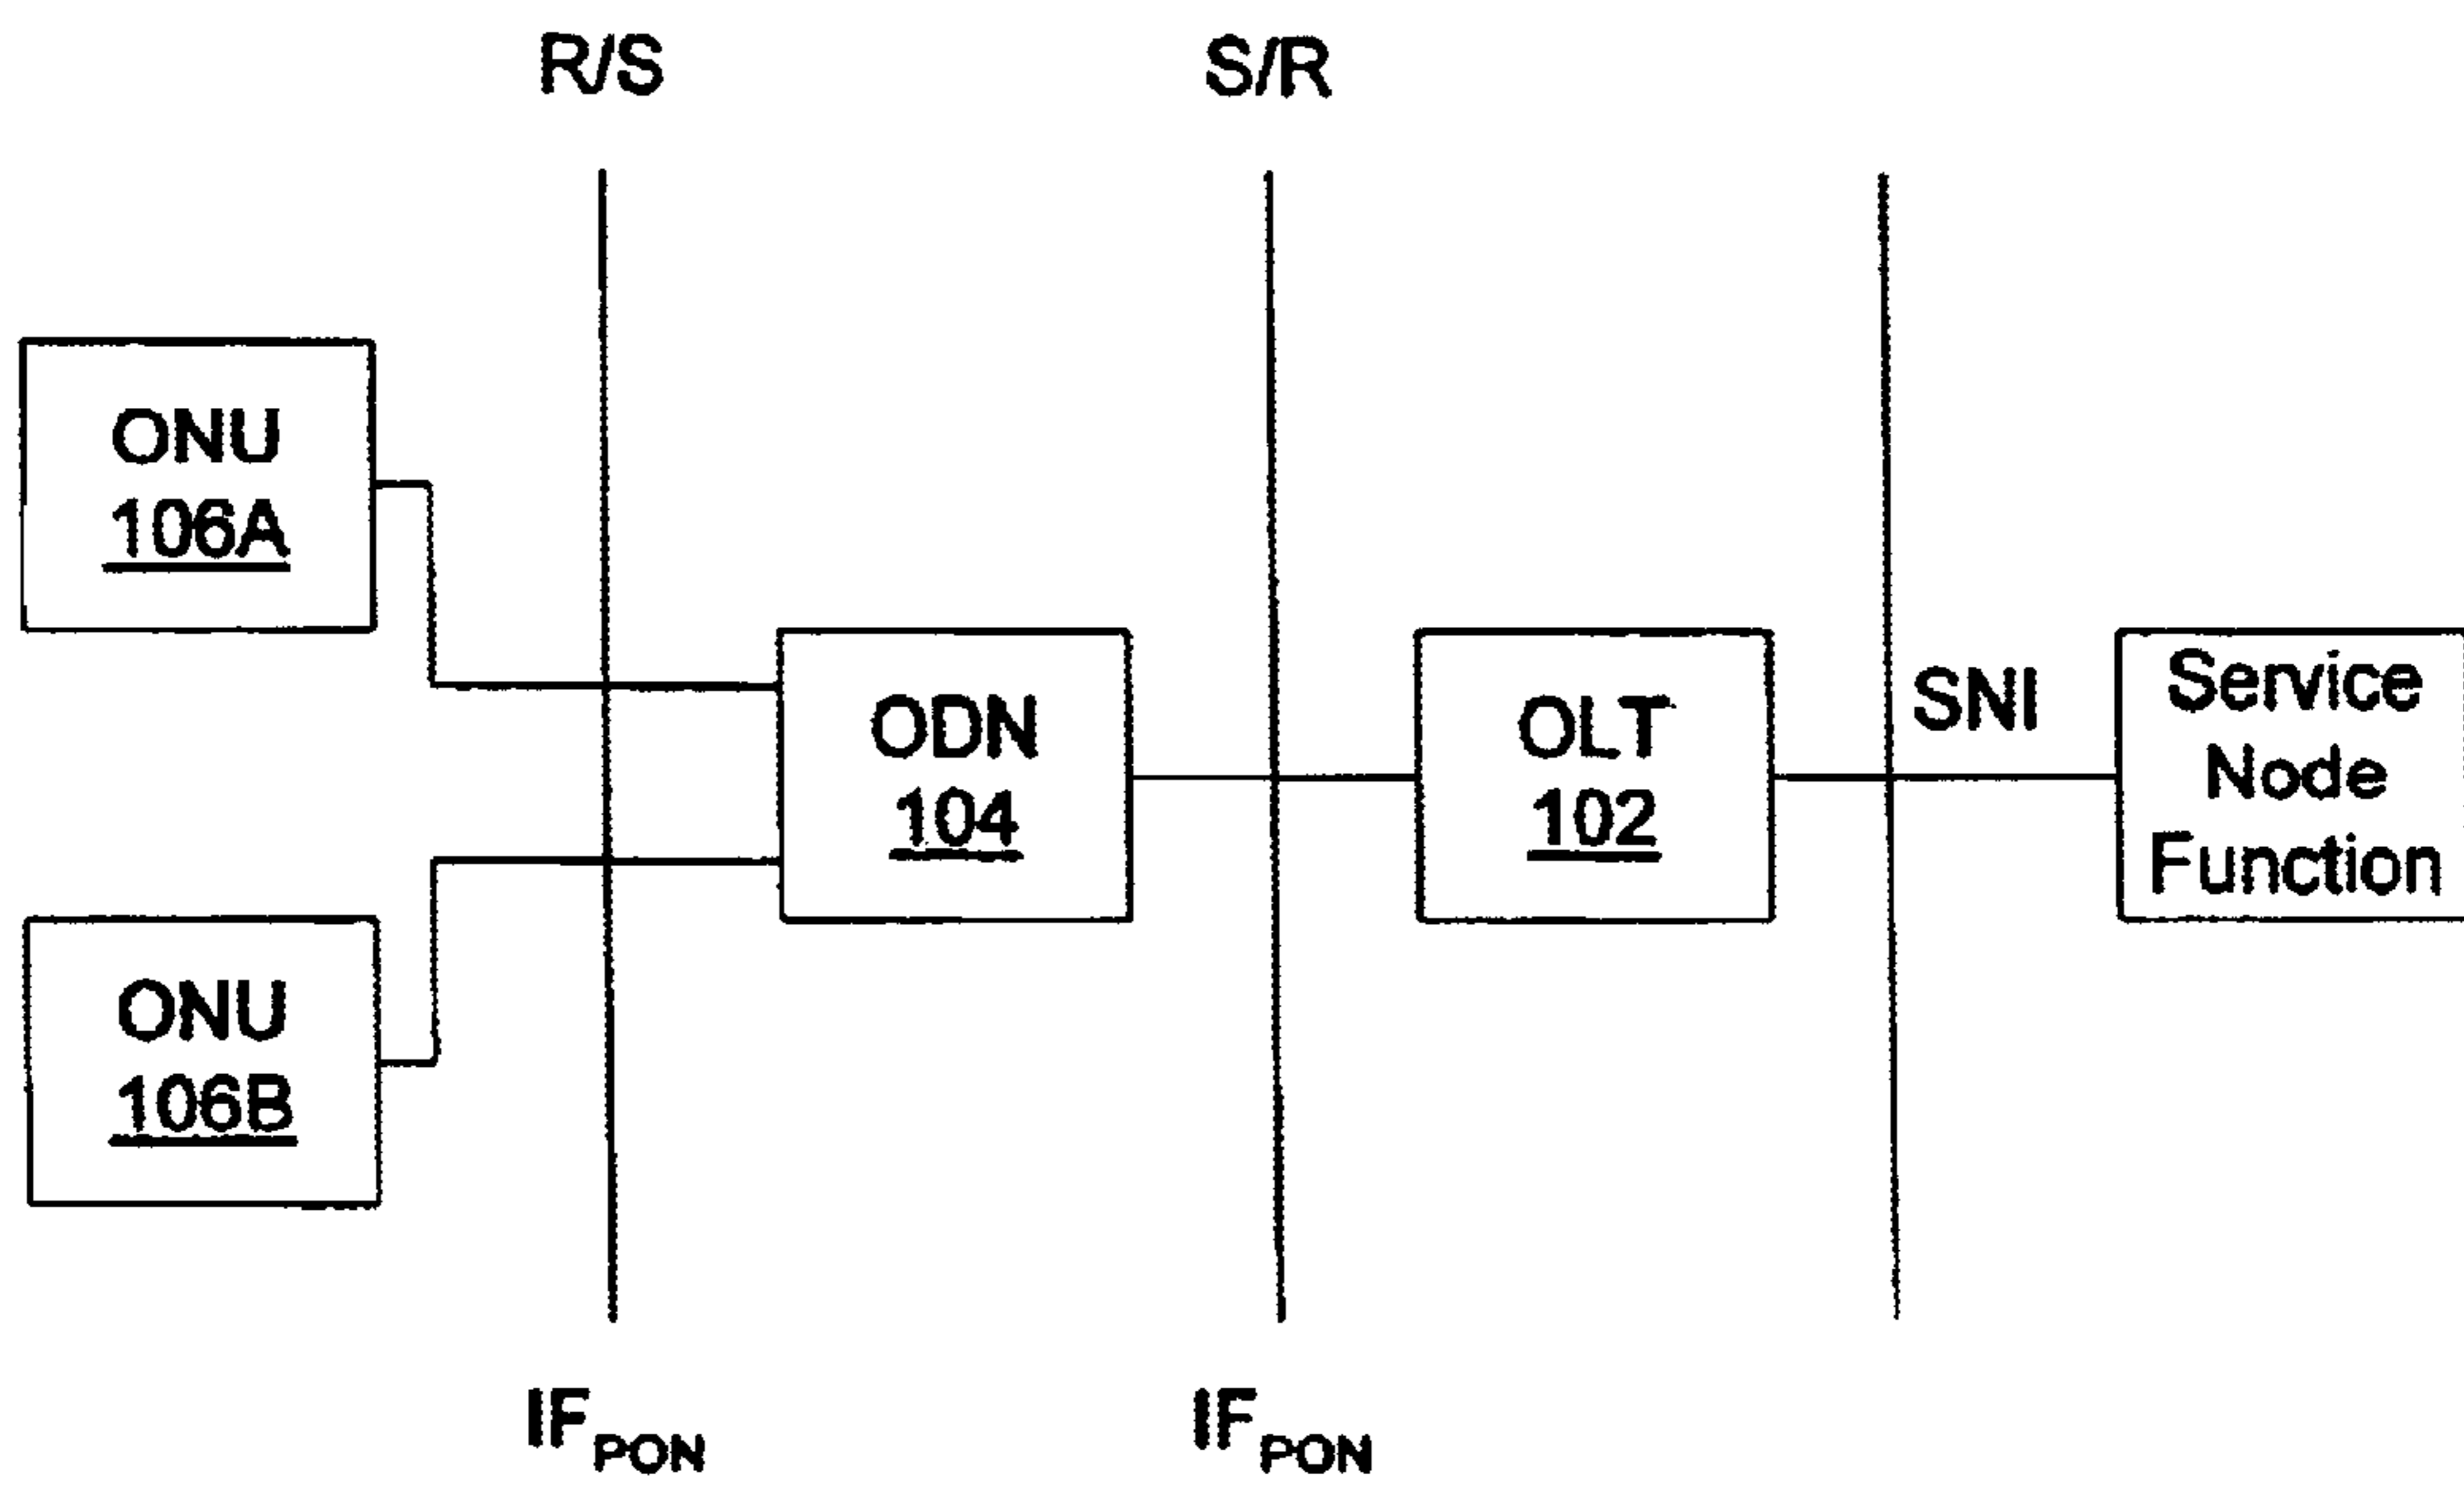 R/S
S/R
ONU
106A
ODN
104
OLT
102
SNI
Service
Node
Function
ONU
106B
IFPON
IFPON